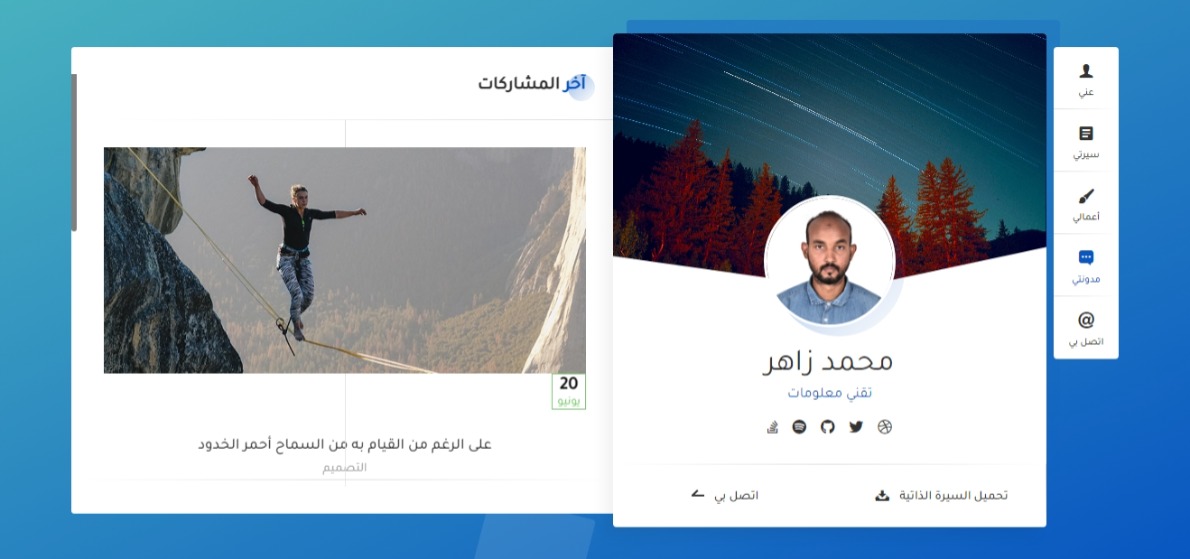 عني
سيرتي
أعمالي
مدونتي
@
اتصل بي
محمد زاهر
تقني معلومات
تحميل السيرة الذاتية
اتصل بي
آخر المشاركات
20
يونيو
على الرغم من القيام به من السماح أحمر الخدود
التصميم